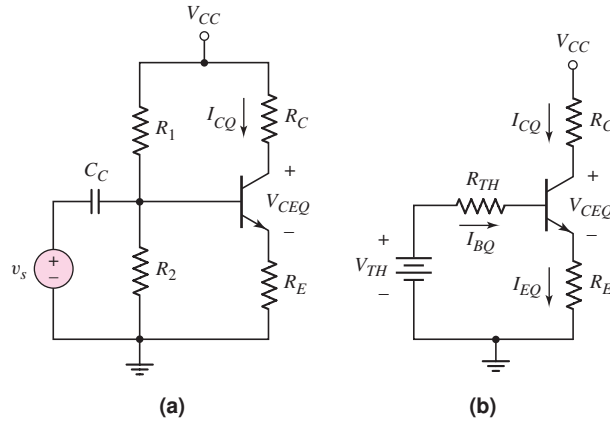 V_CC
I_CQ
R_C
R_1
C_C
+
V_CEQ
–
v_s
+
–
R_2
R_E
(a)
V_CC
I_CQ
R_C
+
R_TH
V_CEQ
–
I_BQ
+
V_TH
–
I_EQ
R_E
(b)